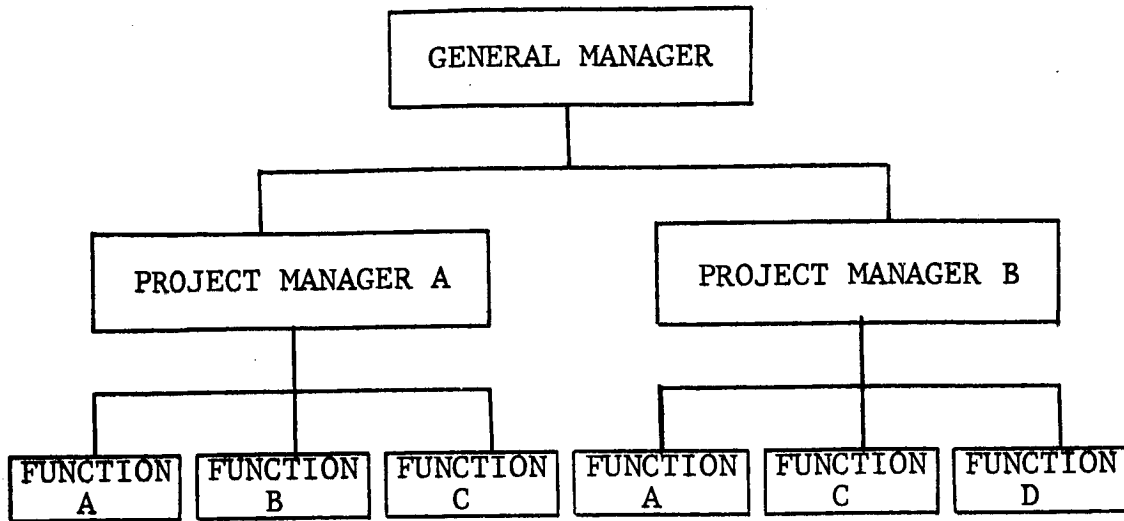 GENERAL MANAGER
PROJECT MANAGER A
PROJECT MANAGER B
FUNCTION
A
FUNCTION
B
FUNCTION
C
FUNCTION
A
FUNCTION
C
FUNCTION
D